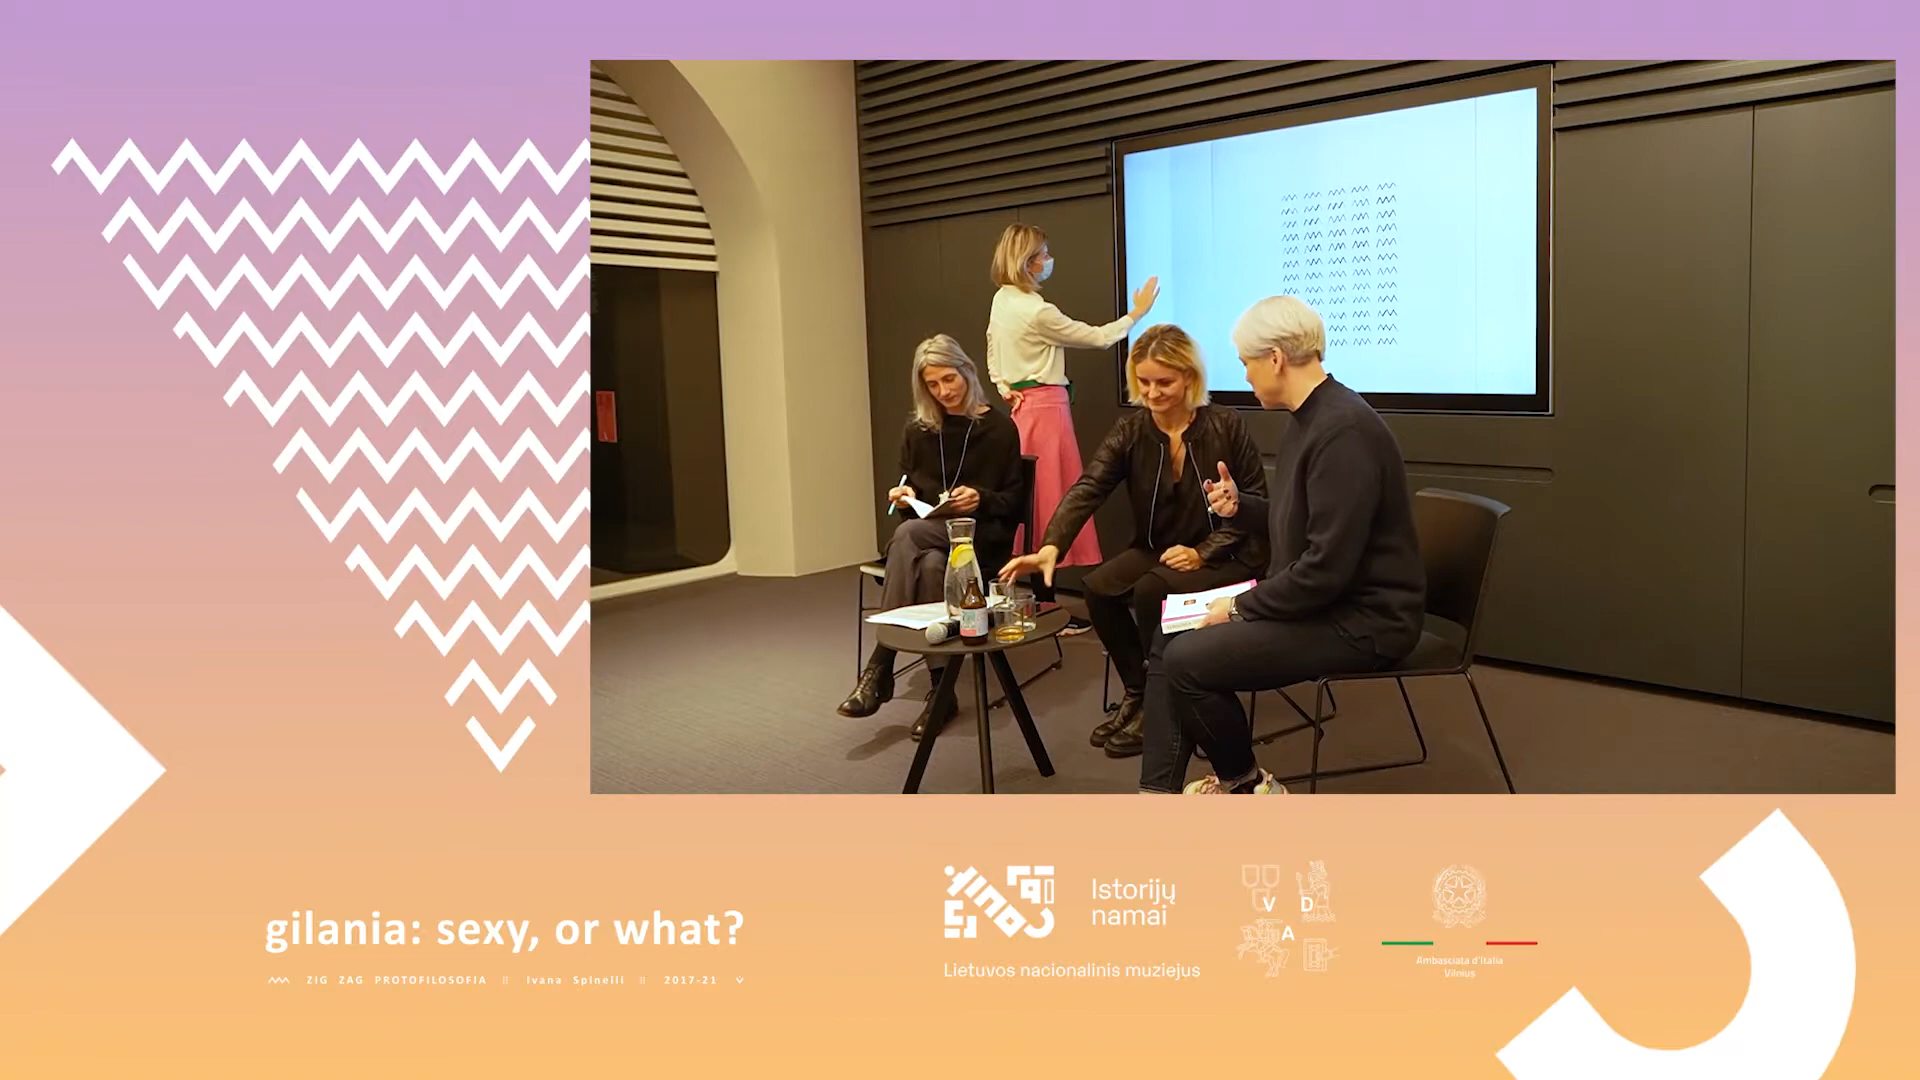 gilania: sexy, or what?
ZIG ZAG PROTOFILOSOFIA !! Ivana Spinelli !! 2017-21
Istorijų
namai
Lietuvos nacionalinis muziejus
V D
A
Ambasciata d'Italia
Vilnius